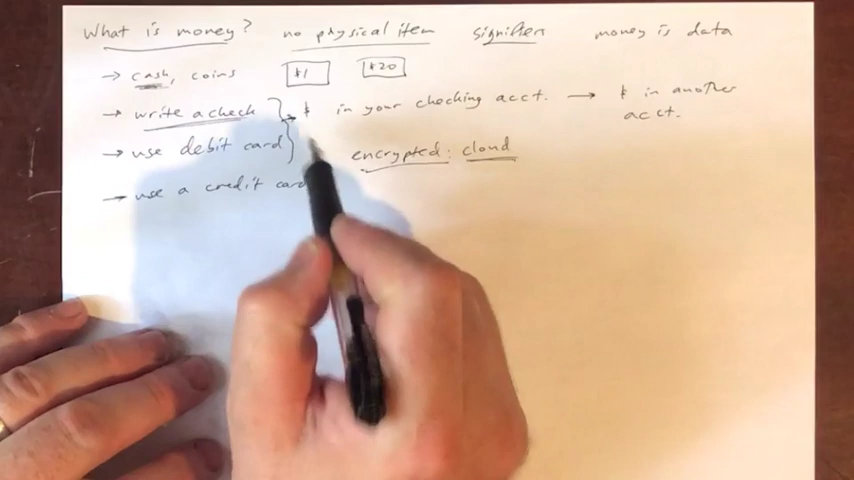 What is money? no physical item signifiers money is data
→ cash, coins $1 $20
→ write a check $ in your checking acct. → $ in another acct.
→ use debit card encrypted: cloud
→ use a credit card